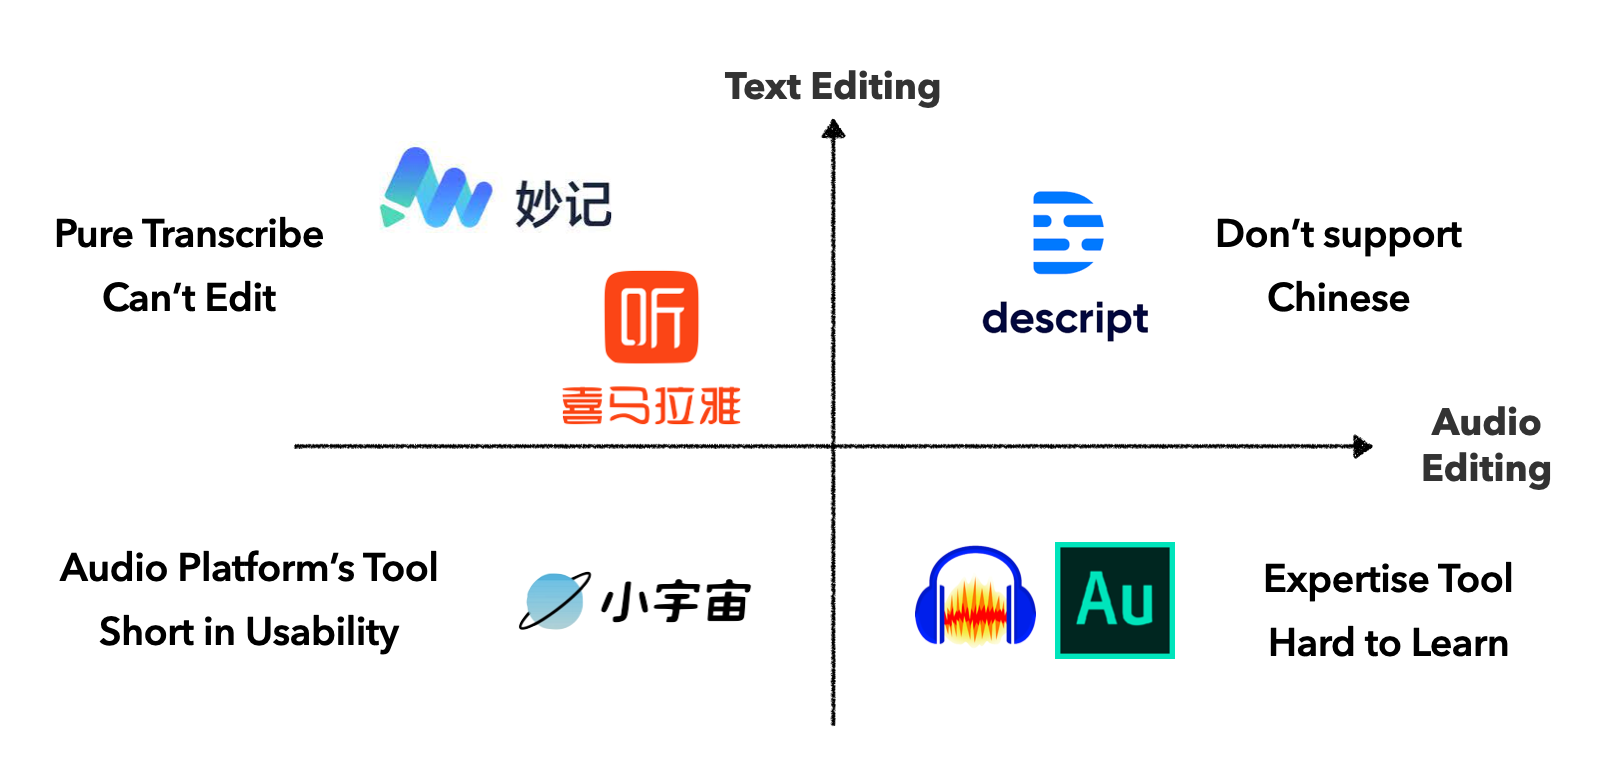 Text Editing
妙记
Pure Transcribe
Can’t Edit
听
喜马拉雅
descript
Don’t support
Chinese
Audio
Editing
Audio Platform’s Tool
Short in Usability
小宇宙
Au
Expertise Tool
Hard to Learn